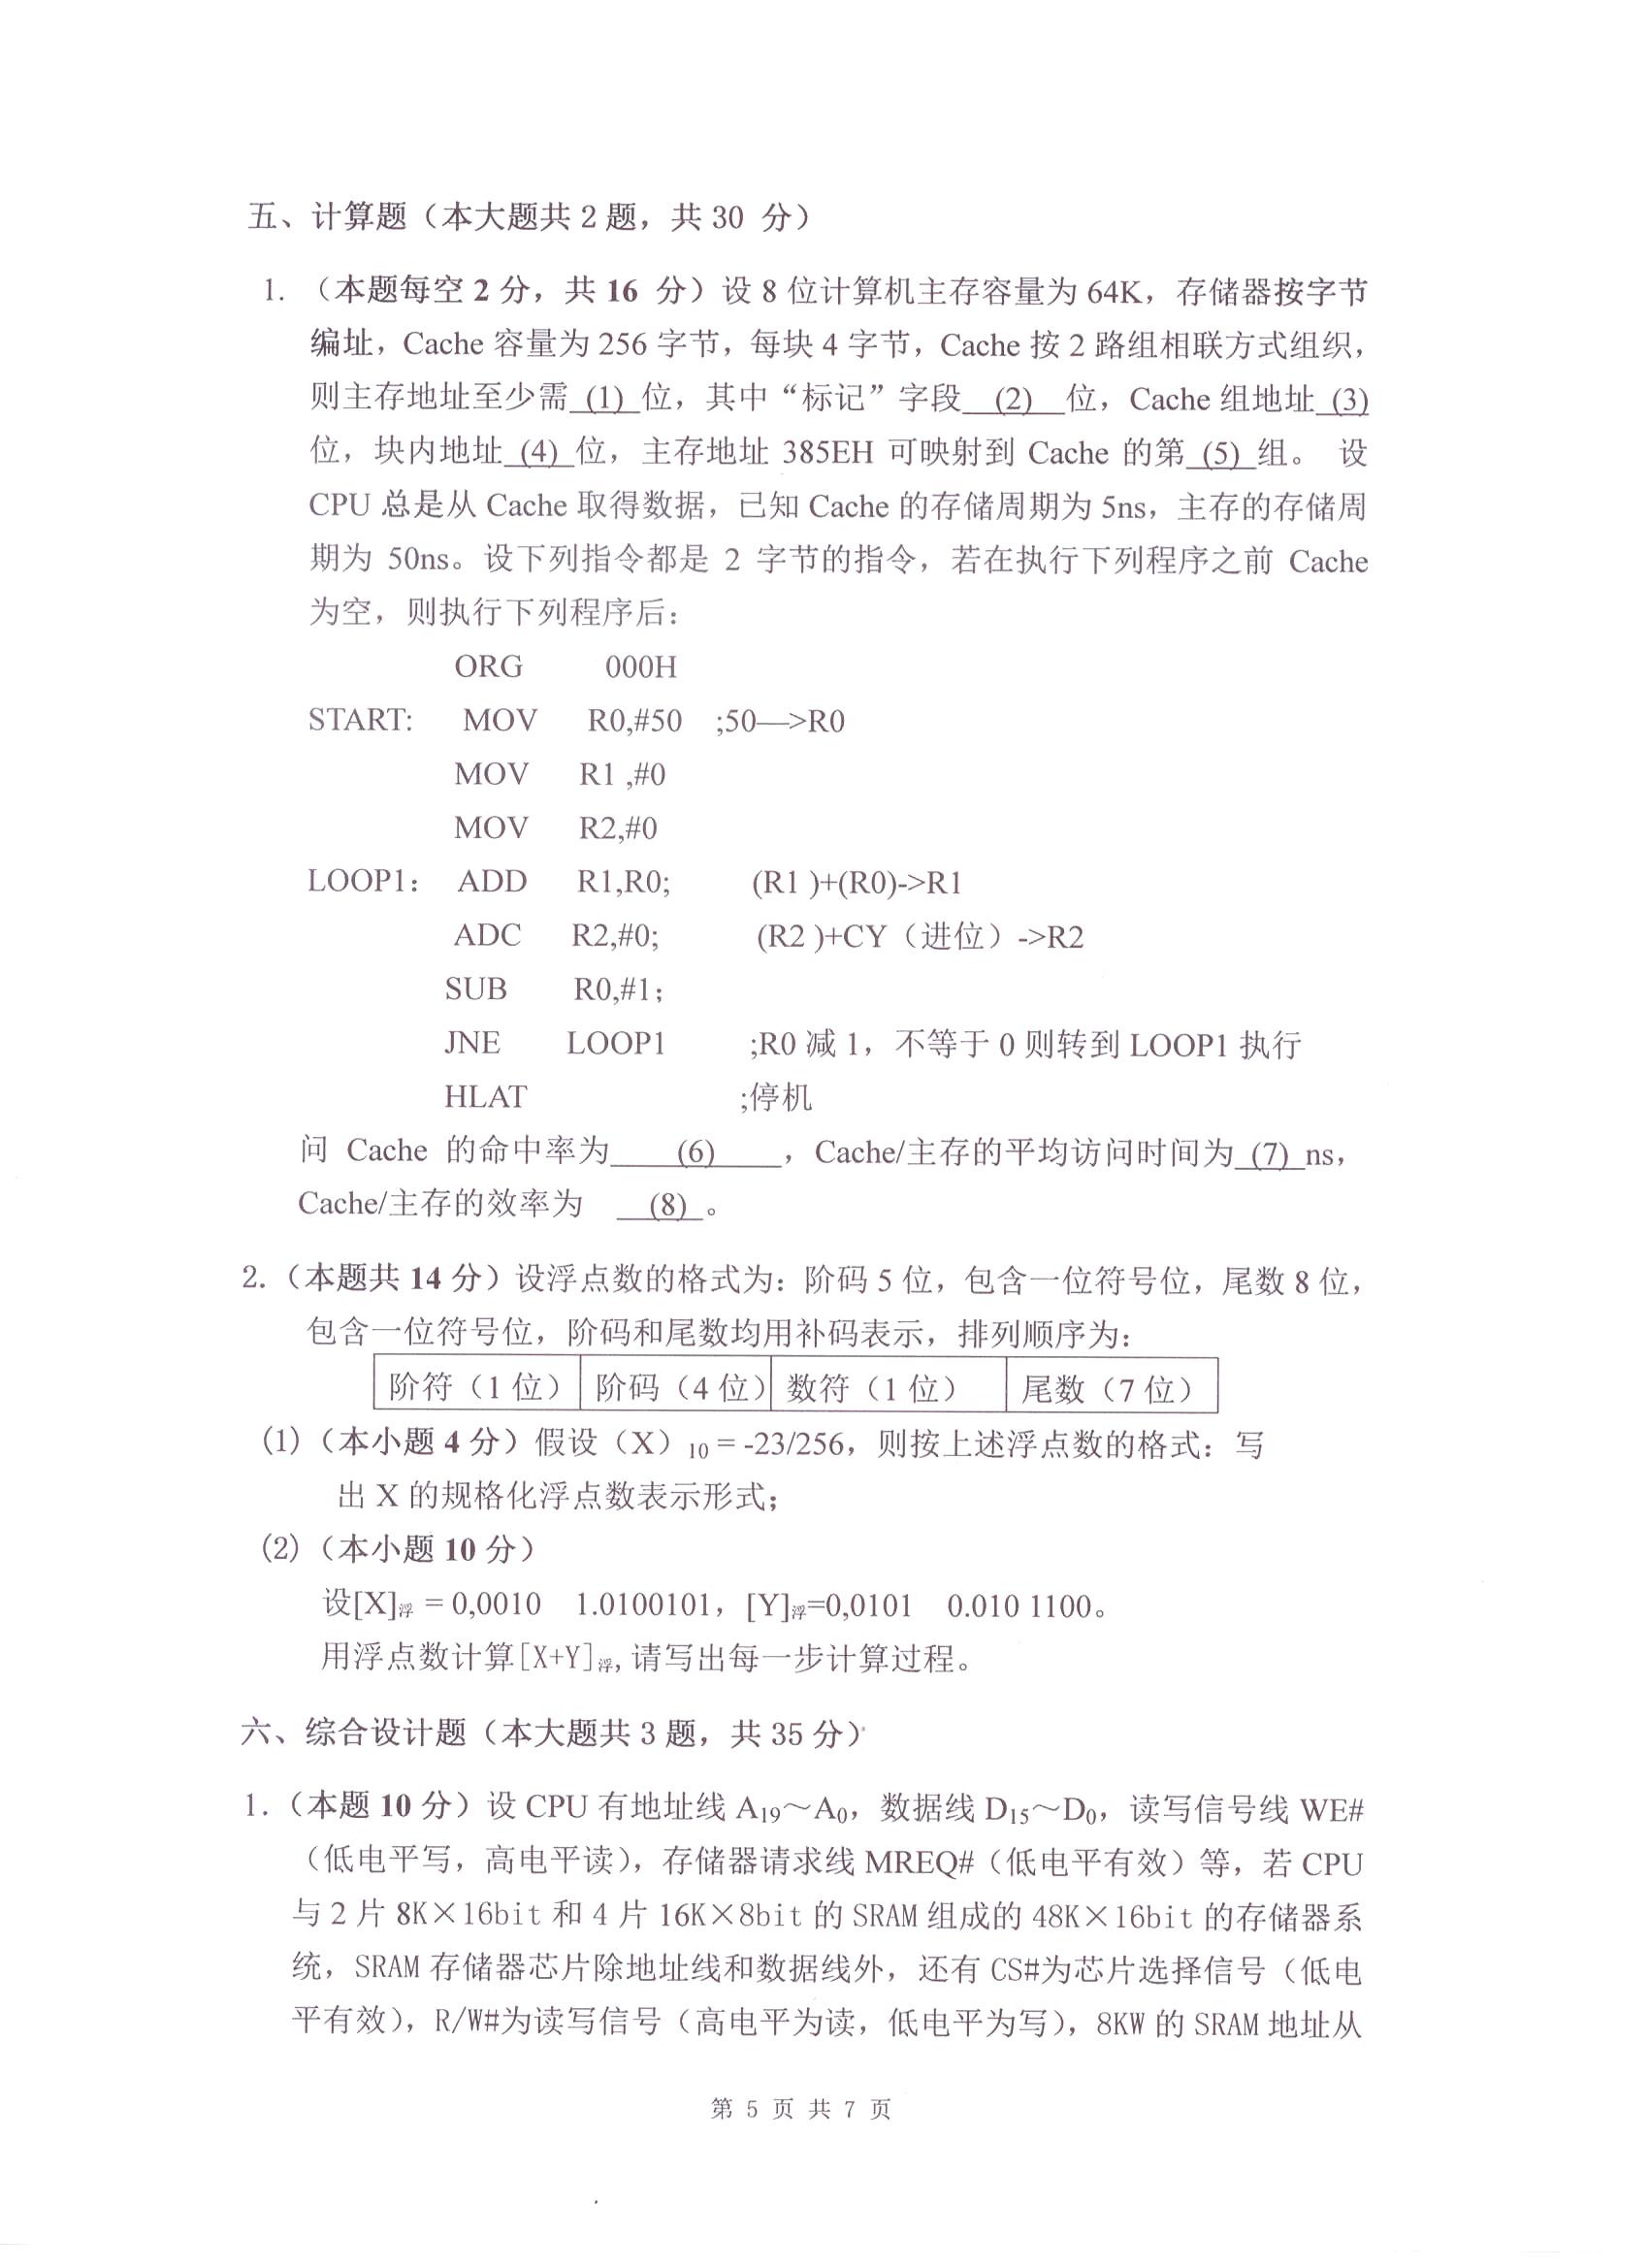 五、计算题（本大题共 2 题，共 30 分）
1. （本题每空 2 分，共 16 分）设 8 位计算机主存容量为 64K，存储器按字节
编址，Cache 容量为 256 字节，每块 4 字节，Cache 按 2 路组相联方式组织，
则主存地址至少需 (1) 位，其中“标记”字段 (2) 位，Cache 组地址 (3)
位，块内地址 (4) 位，主存地址 385EH 可映射到 Cache 的第 (5) 组。 设
CPU 总是从 Cache 取得数据，已知 Cache 的存储周期为 5ns，主存的存储周
期为 50ns。设下列指令都是 2 字节的指令，若在执行下列程序之前 Cache
为空，则执行下列程序后：
ORG 000H
START: MOV R0,#50 ;50—>R0
MOV R1 ,#0
MOV R2,#0
LOOP1： ADD R1,R0; (R1 )+(R0)->R1
ADC R2,#0; (R2 )+CY（进位）->R2
SUB R0,#1；
JNE LOOP1 ;R0 减 1，不等于 0 则转到 LOOP1 执行
HLAT ;停机
问 Cache 的命中率为 (6) ，Cache/主存的平均访问时间为 (7) ns，
Cache/主存的效率为 (8) 。
2.（本题共 14 分）设浮点数的格式为：阶码 5 位，包含一位符号位，尾数 8 位，
包含一位符号位，阶码和尾数均用补码表示，排列顺序为：
阶符（1 位） 阶码（4 位） 数符（1 位） 尾数（7 位）
(1)（本小题 4 分）假设（X）10 = -23/256，则按上述浮点数的格式：写
出 X 的规格化浮点数表示形式；
(2)（本小题 10 分）
设[X]浮 = 0,0010 1.0100101，[Y]浮=0,0101 0.010 1100。
用浮点数计算[X+Y]浮,请写出每一步计算过程。
六、综合设计题（本大题共 3 题，共 35 分）
1.（本题 10 分）设 CPU 有地址线 A19～A0，数据线 D15～D0，读写信号线 WE#
（低电平写，高电平读），存储器请求线 MREQ#（低电平有效）等，若 CPU
与 2 片 8K×16bit 和 4 片 16K×8bit 的 SRAM 组成的 48K×16bit 的存储器系
统，SRAM 存储器芯片除地址线和数据线外，还有 CS#为芯片选择信号（低电
平有效），R/W#为读写信号（高电平为读，低电平为写），8KW 的 SRAM 地址从
第 5 页 共 7 页